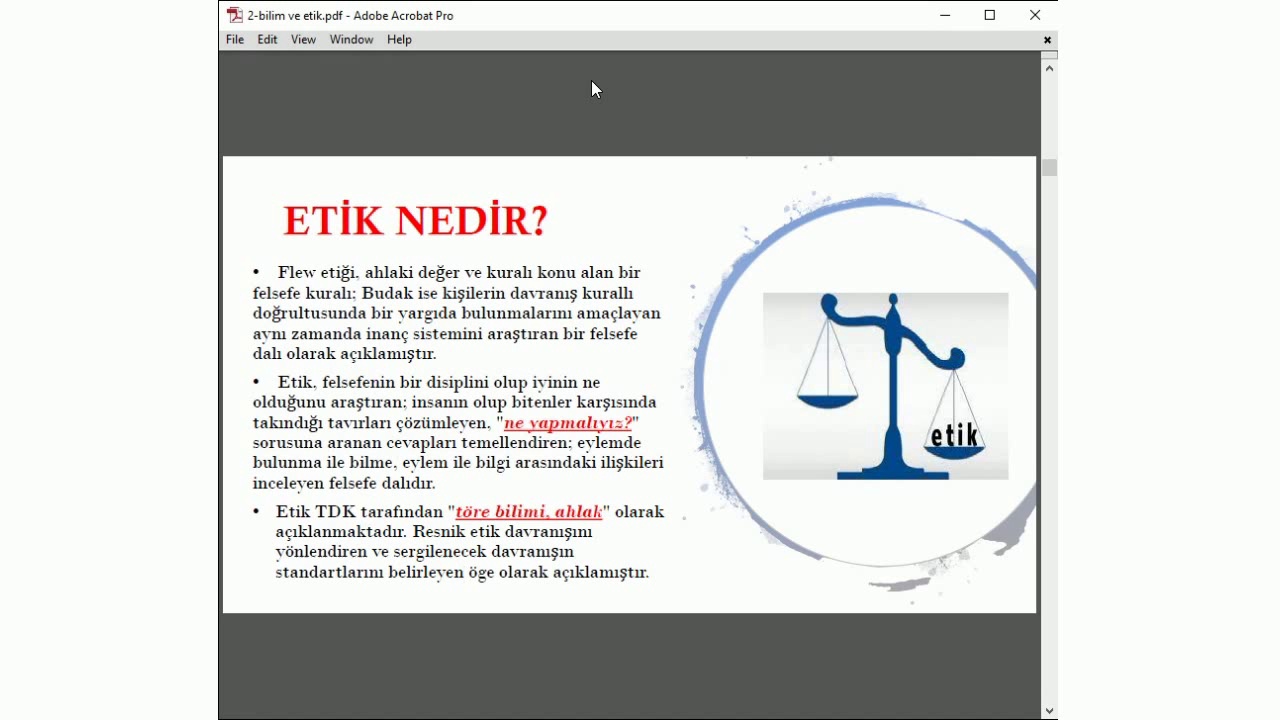 2-bilim ve etik.pdf - Adobe Acrobat Pro
File Edit View Window Help
ETİK NEDİR?
• Flew etiği, ahlaki değer ve kuralı konu alan bir
felsefe kuralı; Budak ise kişilerin davranış kurallı
doğrultusunda bir yargıda bulunmalarını amaçlayan
aynı zamanda inanç sistemini araştıran bir felsefe
dalı olarak açıklamıştır.
• Etik, felsefenin bir disiplini olup iyinin ne
olduğunu araştıran; insanın olup bitenler karşısında
takındığı tavırları çözümleyen, "ne yapmalıyız?"
sorusuna aranan cevapları temellendiren; eylemde
bulunma ile bilme, eylem ile bilgi arasındaki ilişkileri
inceleyen felsefe dalıdır.
• Etik TDK tarafından "töre bilimi, ahlak" olarak
açıklanmaktadır. Resnik etik davranışını
yönlendiren ve sergilenecek davranışın
standartlarını belirleyen öge olarak açıklamıştır.
etik